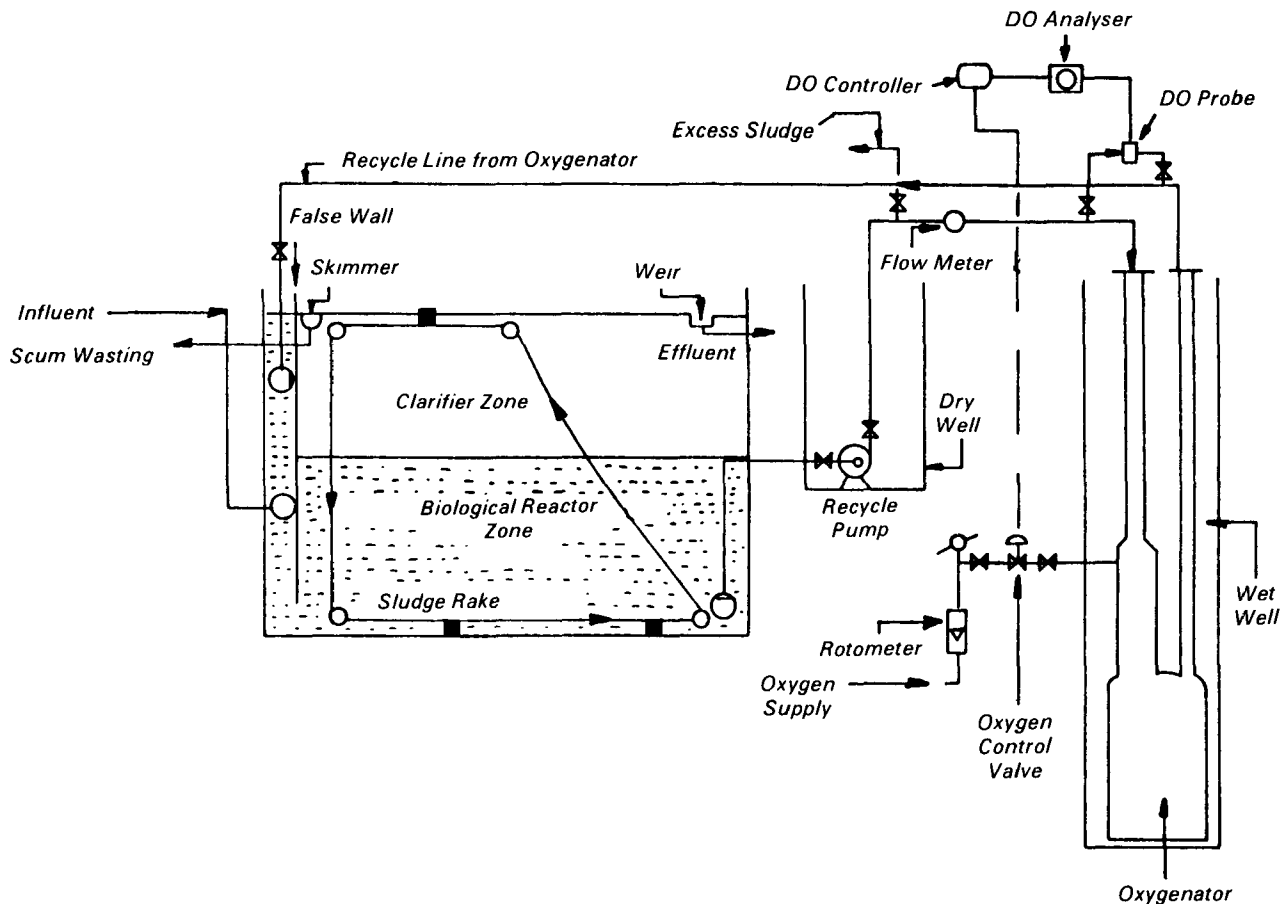 DO Analyser
DO Controller
DO Probe
Excess Sludge
Recycle Line from Oxygenator
False Wall
Skimmer
Weir
Flow Meter
Influent
Scum Wasting
Effluent
Clarifier Zone
Dry
Well
Biological Reactor
Zone
Recycle
Pump
Sludge Rake
Wet
Well
Rotometer
Oxygen
Supply
Oxygen
Control
Valve
Oxygenator